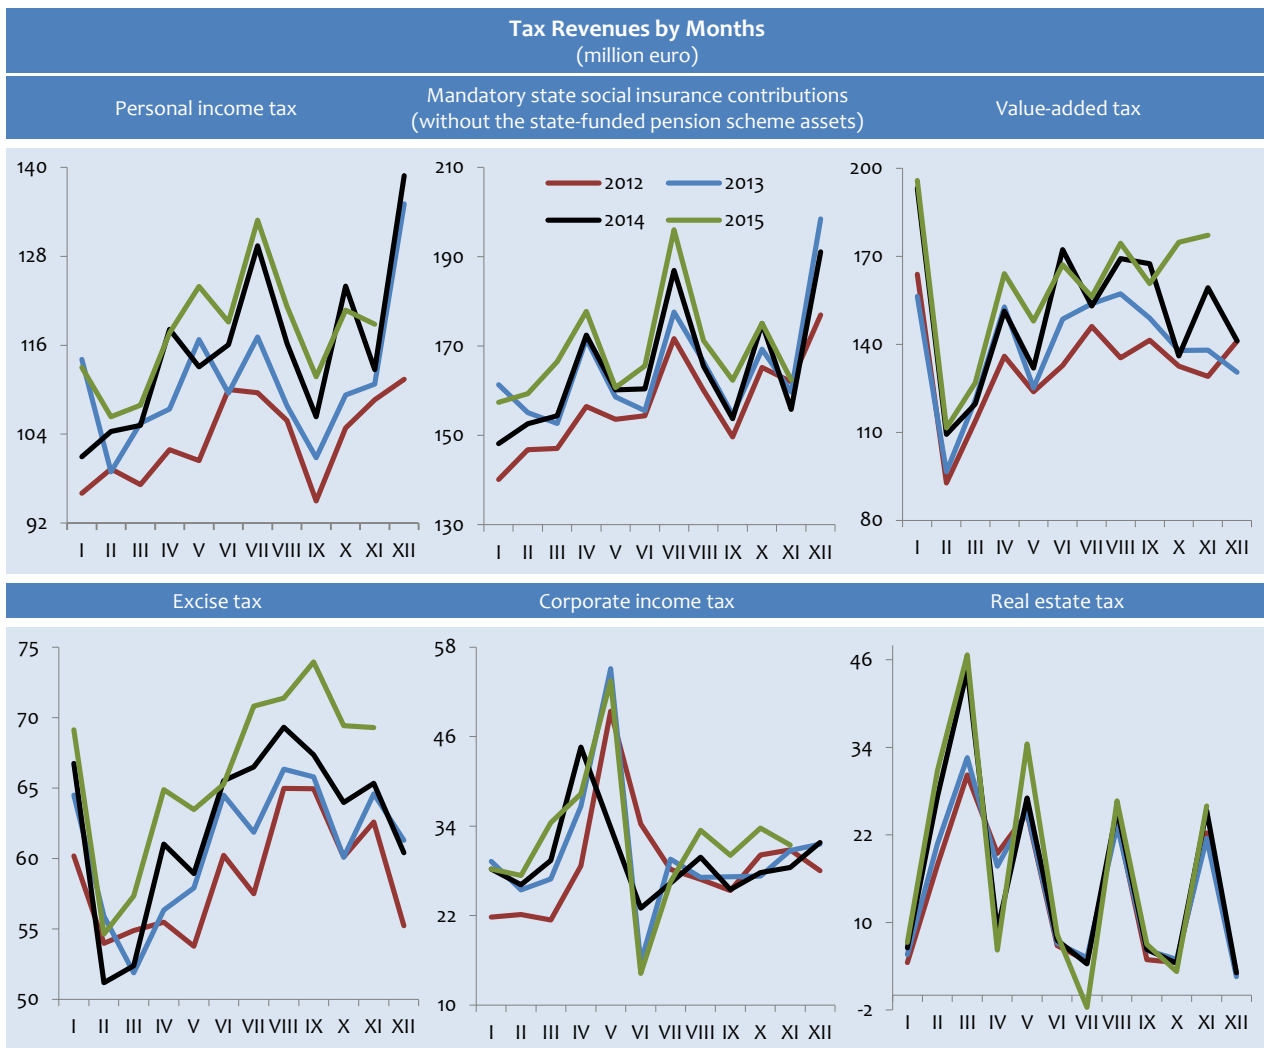 Tax Revenues by Months
(million euro)
Personal income tax
Mandatory state social insurance contributions
(without the state-funded pension scheme assets)
Value-added tax
140
128
116
104
92
I II III IV V VI VII VIII IX X XI XII
210
190
170
150
130
2012 2013
2014 2015
I II III IV V VI VII VIII IX X XI XII
200
170
140
110
80
I II III IV V VI VII VIII IX X XI XII
Excise tax
Corporate income tax
Real estate tax
75
70
65
60
55
50
I II III IV V VI VII VIII IX X XI XII
58
46
34
22
10
I II III IV V VI VII VIII IX X XI XII
46
34
22
10
-2
I II III IV V VI VII VIII IX X XI XII